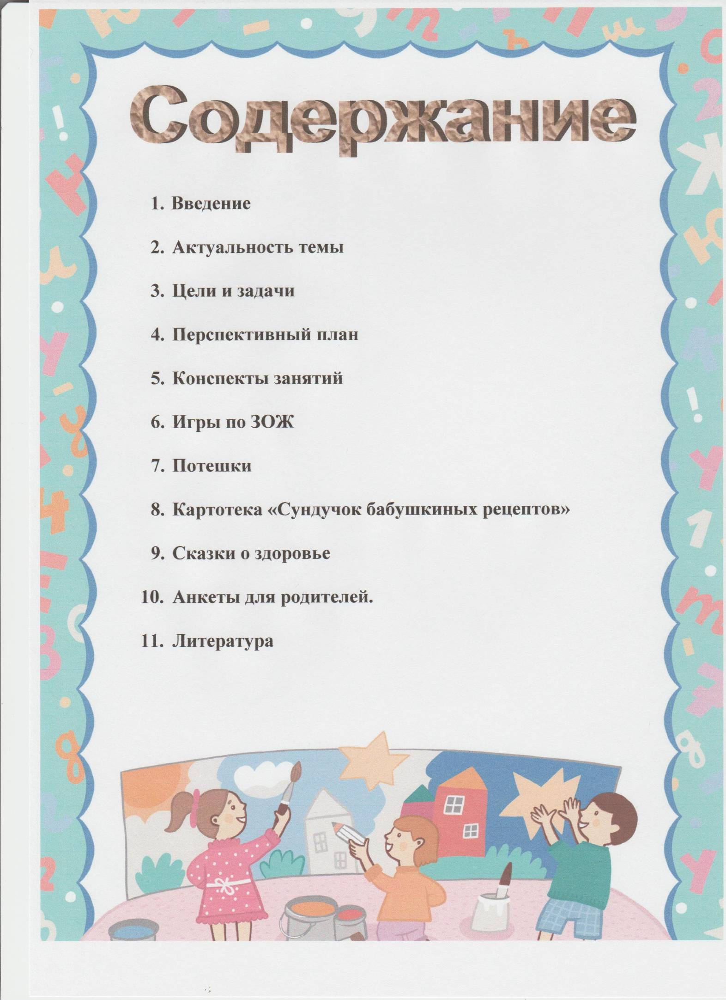 Содержание
1. Введение
2. Актуальность темы
3. Цели и задачи
4. Перспективный план
5. Конспекты занятий
6. Игры по ЗОЖ
7. Потешки
8. Картотека «Сундучок бабушкиных рецептов»
9. Сказки о здоровье
10. Анкеты для родителей.
11. Литература